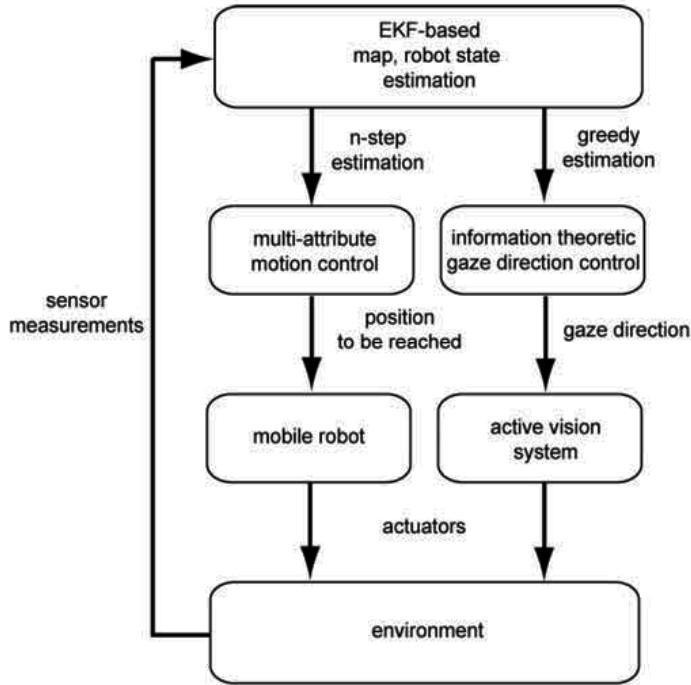 EKF-based
map, robot state
estimation
n-step
estimation
greedy
estimation
multi-attribute
motion control
information theoretic
gaze direction control
sensor
measurements
position
to be reached
gaze direction
mobile robot
active vision
system
actuators
environment